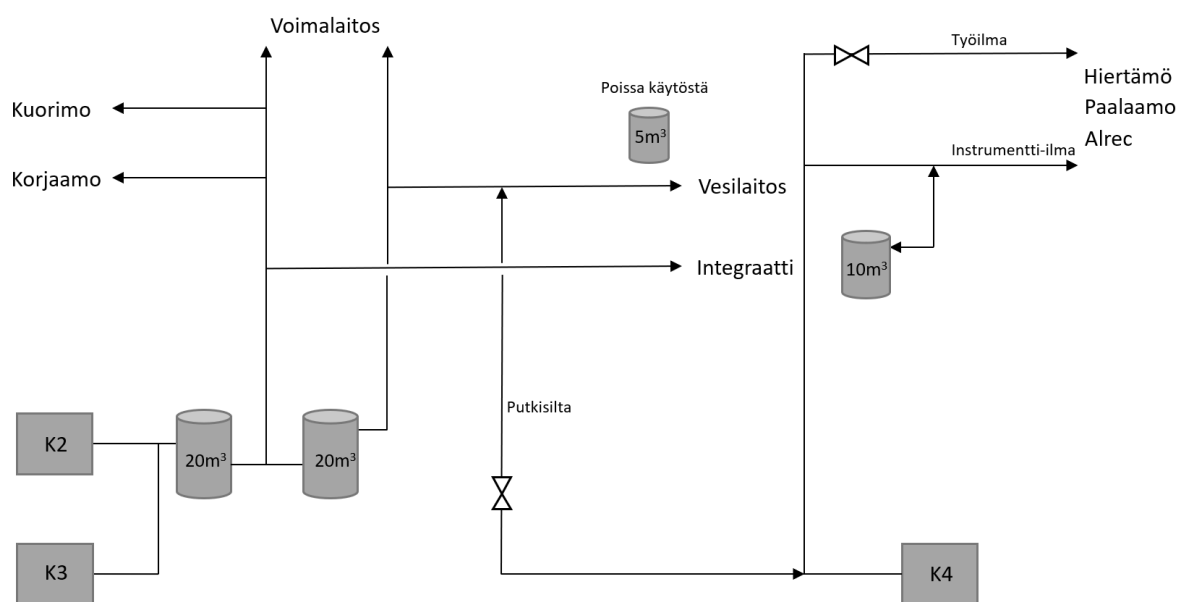 Voimalaitos
Työilma
Hiertämö
Paalaamo
Alrec
Poissa käytöstä
5m³
Kuorimo
Korjaamo
Instrumentti-ilma
Vesilaitos
Integraatti
10m³
Putkisilta
K2
20m³
20m³
K3
K4